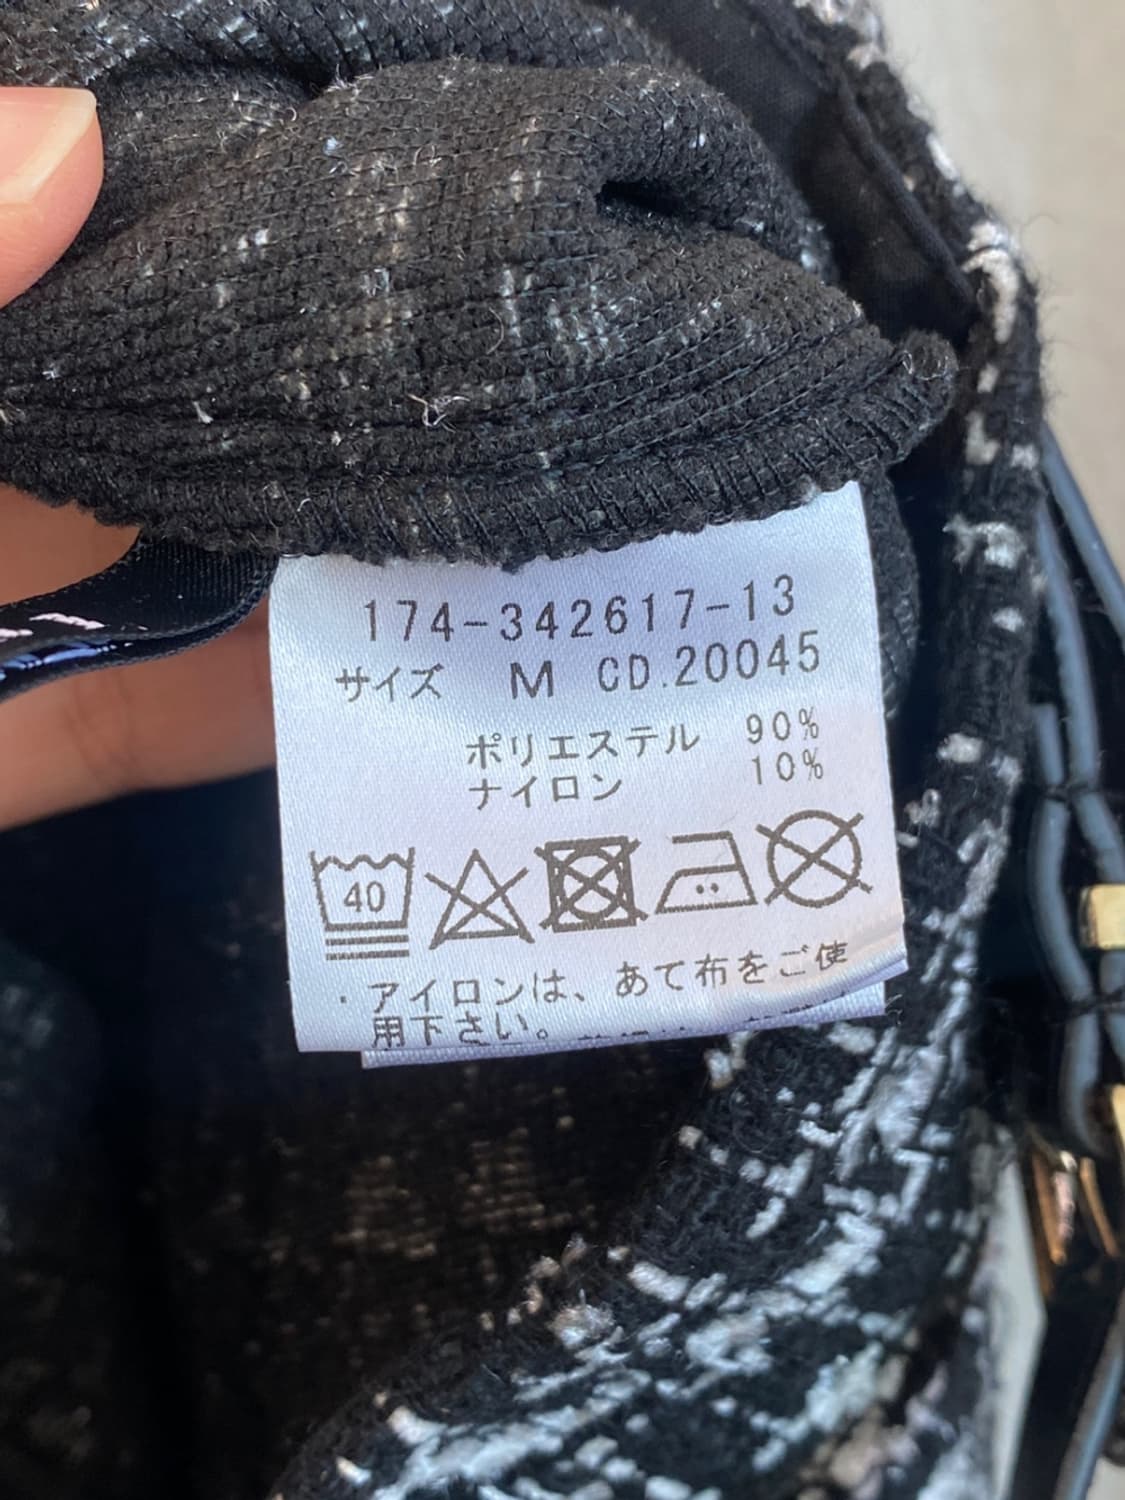 174-342617-13
サイズ M CD.20045
ポリエステル 90%
ナイロン 10%
40
・アイロンは、あて布をご使
用下さい。